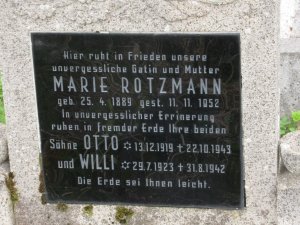 Hier ruht in Frieden unsere
unvergessliche Gatin und Mutter
MARIE ROTZMANN
geb. 25. 4. 1889 gest. 11. 11. 1952
In unvergesslicher Erinnerung
ruhen in fremder Erde Ihre beiden
Söhne OTTO ✲13.12.1919 ✝22.10.1943
und WILLI ✲29.7.1923 ✝31.8.1942
Die Erde sei Ihnen leicht.